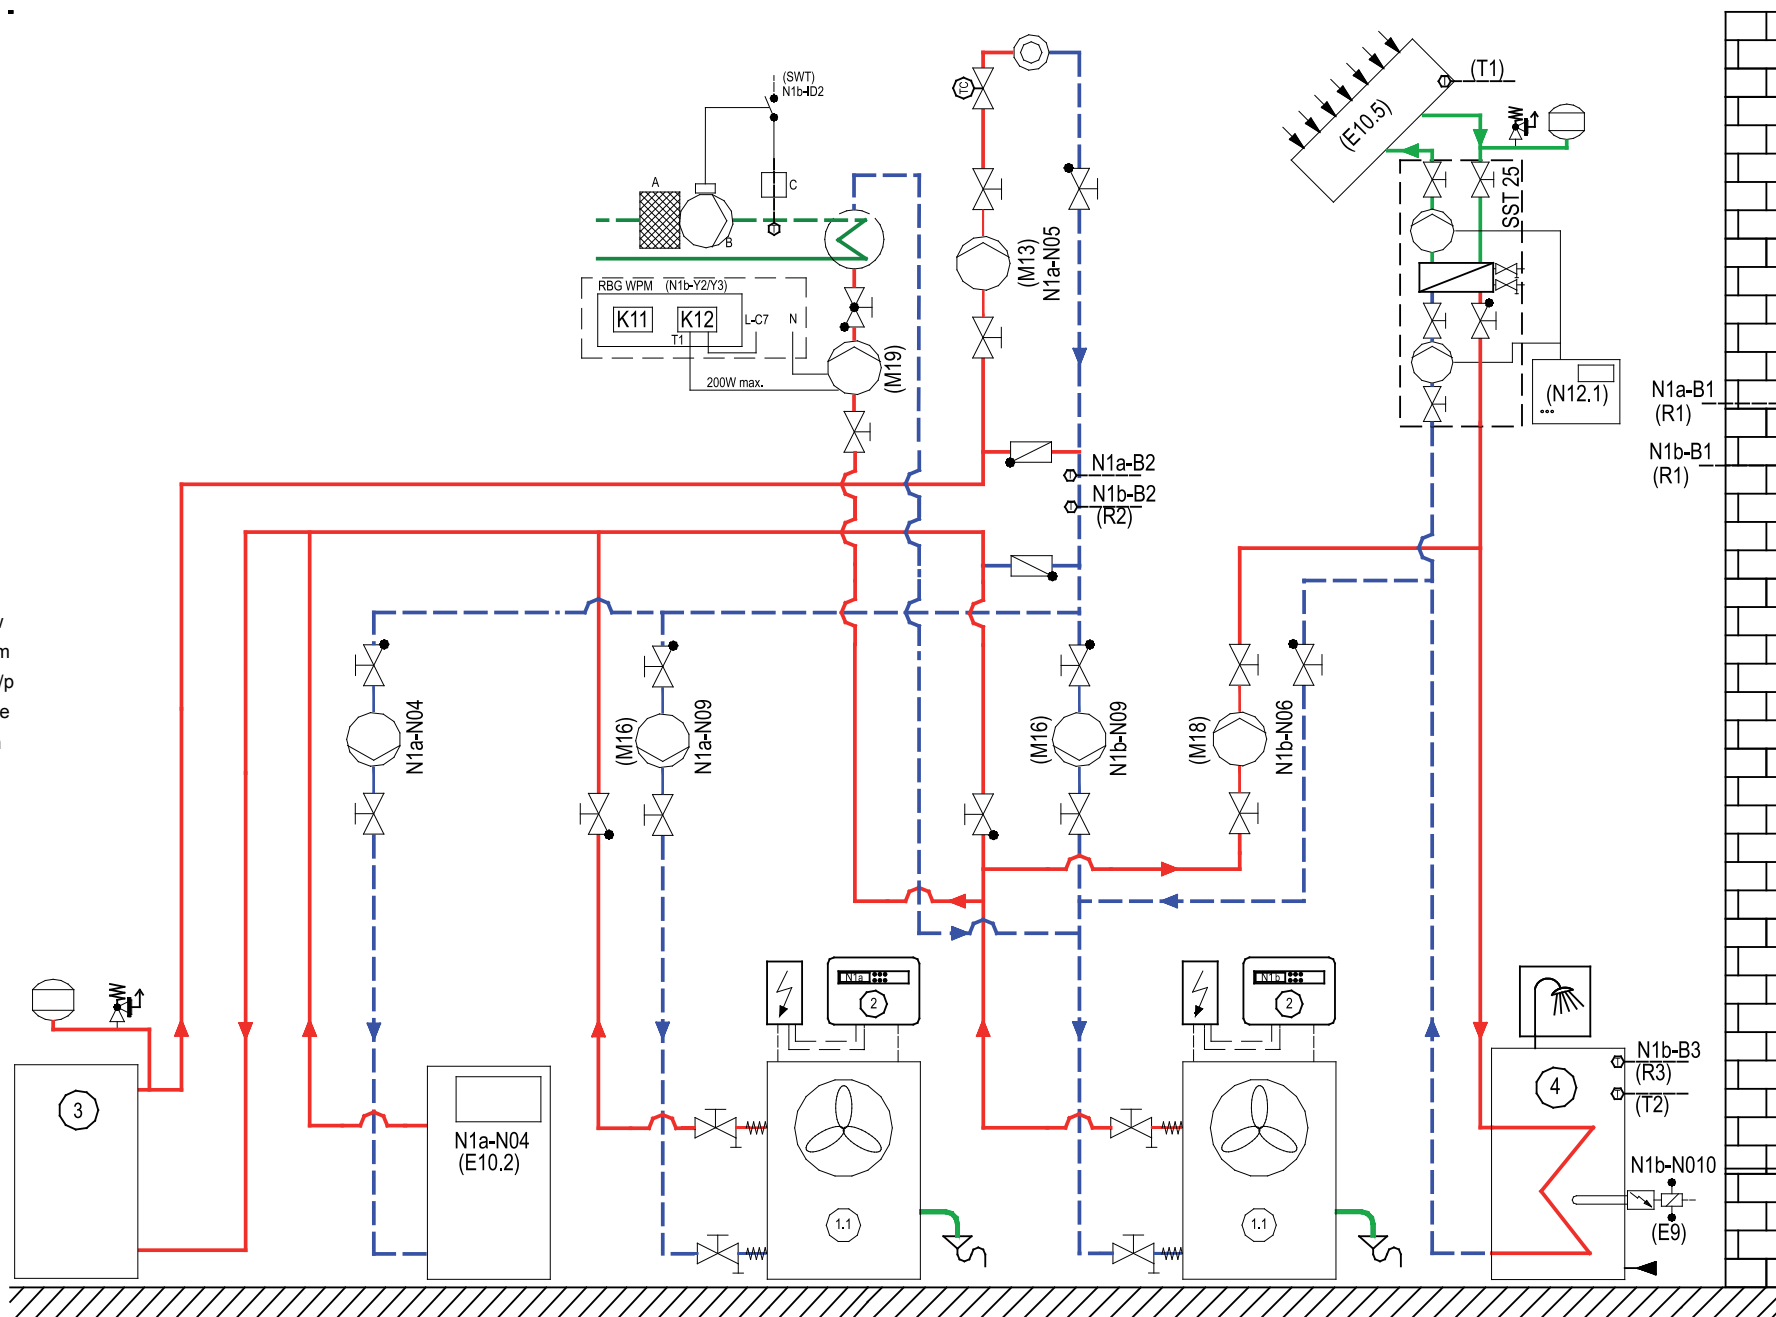 (SWT)
N1b-ID2
TC
(T1)
(E10.5)
A
B
C
SST 25
(M13)
N1a-N05
RBG WPM (N1b-Y2/Y3)
K11
K12
T1
L-C7
N
200W max.
(M19)
(N12.1)
N1a-B1
(R1)
N1b-B1
(R1)
N1a-B2
N1b-B2
(R2)
m
/p
e
N1a-N04
(M16)
N1a-N09
(M16)
N1b-N09
(M18)
N1b-N06
N1a
2
N1b
2
3
N1a-N04
(E10.2)
1.1
1.1
4
N1b-B3
(R3)
(T2)
N1b-N010
(E9)